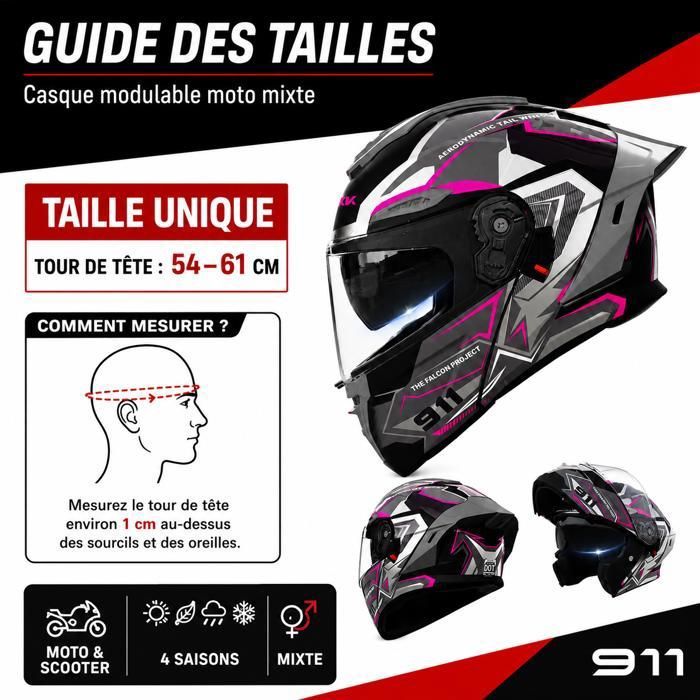 GUIDE DES TAILLES
Casque modulable moto mixte
AERODYNAMIC TAIL WING
TAILLE UNIQUE
TOUR DE TÊTE : 54–61 CM
COMMENT MESURER ?
Mesurez le tour de tête
environ 1 cm au-dessus
des sourcils et des oreilles.
THE FALCON PROJECT
911
911
DOT
MOTO &
SCOOTER
4 SAISONS
MIXTE
911